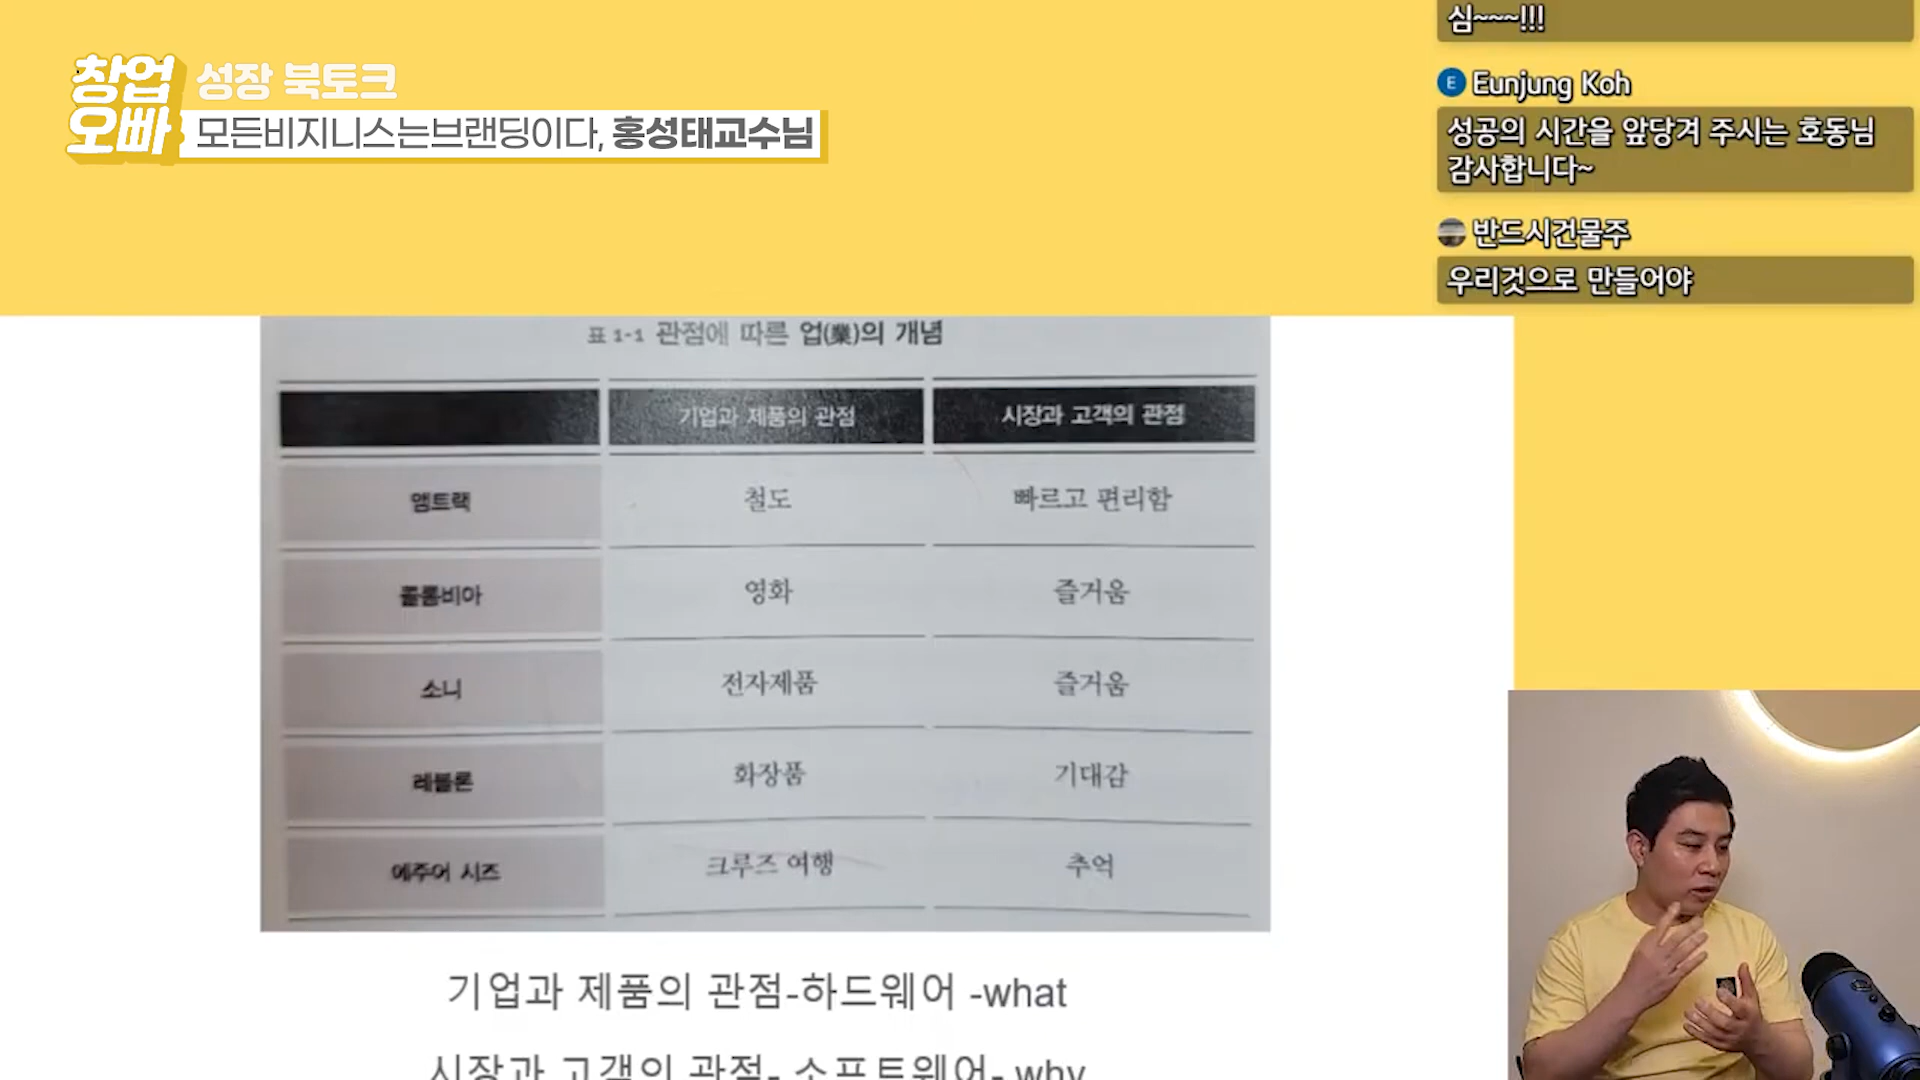 창업
오빠
성장 북토크
모든비지니스는브랜딩이다, 홍성태교수님
심~~~!!!
E Eunjung Koh
성공의 시간을 앞당겨 주시는 호동님
감사합니다~
반드시건물주
우리것으로 만들어야
표 1-1 관점에 따른 업(業)의 개념
기업과 제품의 관점 시장과 고객의 관점
앰트랙 철도 빠르고 편리함
콜롬비아 영화 즐거움
소니 전자제품 즐거움
레블론 화장품 기대감
에주어 시즈 크루즈 여행 추억
기업과 제품의 관점-하드웨어 -what
시장과 고객의 관점- 소프트웨어- why